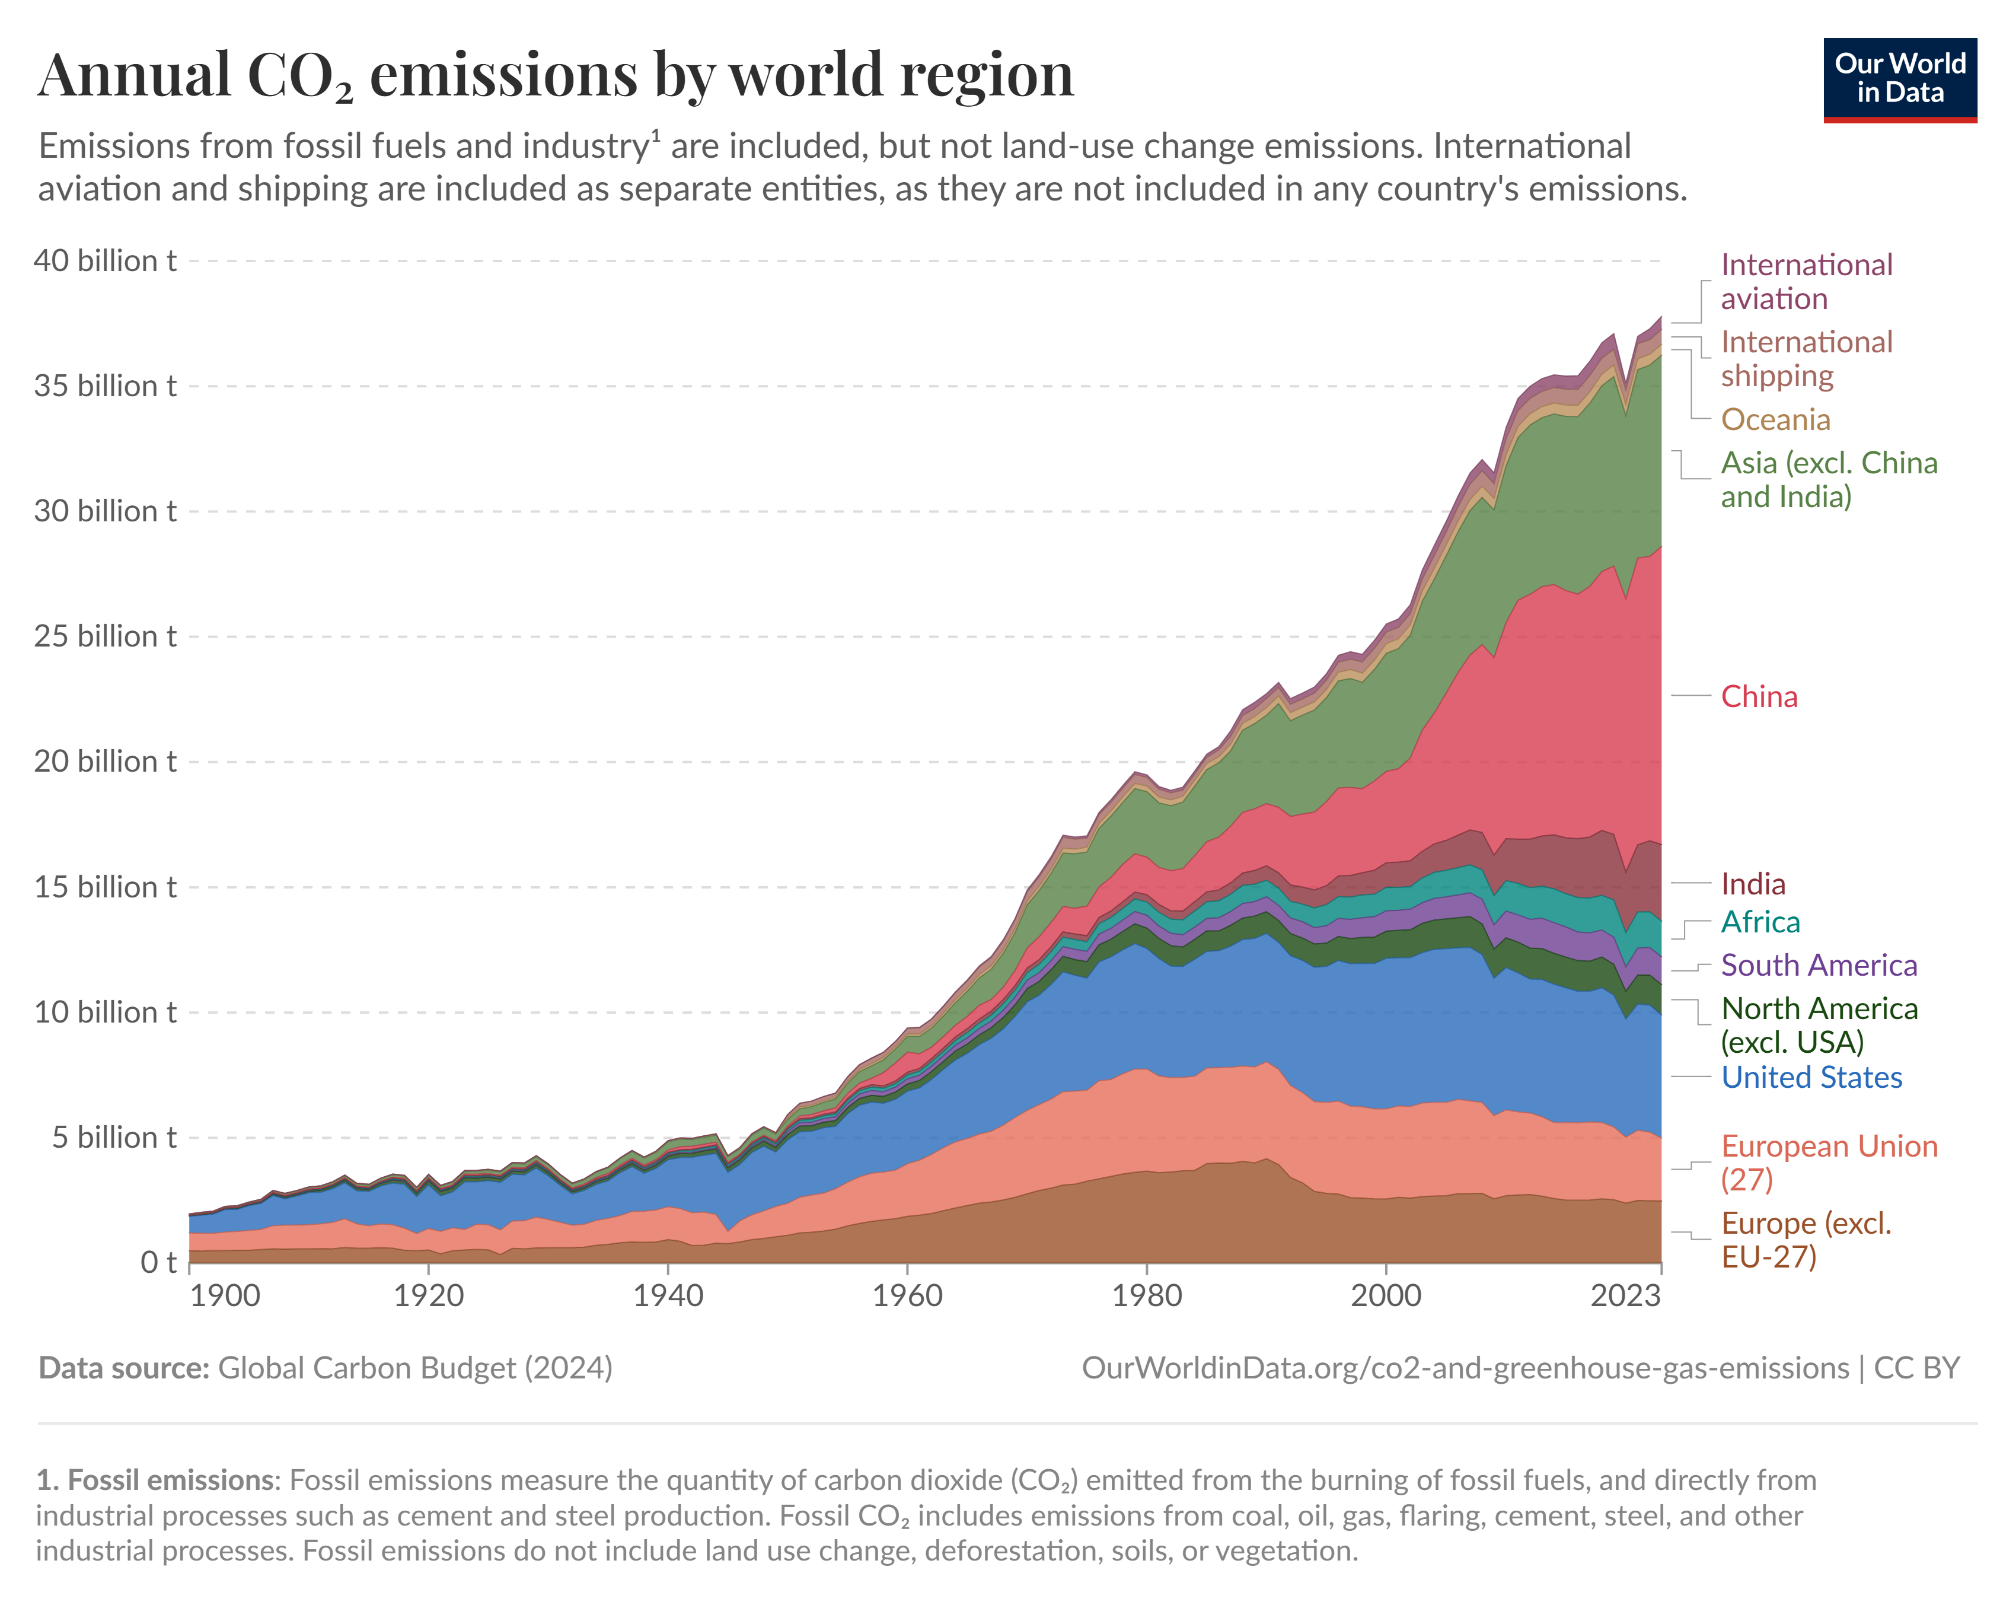 Annual CO₂ emissions by world region
Our World
in Data
Emissions from fossil fuels and industry¹ are included, but not land-use change emissions. International
aviation and shipping are included as separate entities, as they are not included in any country's emissions.
40 billion t
35 billion t
30 billion t
25 billion t
20 billion t
15 billion t
10 billion t
5 billion t
0 t
International
aviation
International
shipping
Oceania
Asia (excl. China
and India)
China
India
Africa
South America
North America
(excl. USA)
United States
European Union
(27)
Europe (excl.
EU-27)
1900
1920
1940
1960
1980
2000
2023
Data source: Global Carbon Budget (2024)
OurWorldinData.org/co2-and-greenhouse-gas-emissions | CC BY
1. Fossil emissions: Fossil emissions measure the quantity of carbon dioxide (CO₂) emitted from the burning of fossil fuels, and directly from
industrial processes such as cement and steel production. Fossil CO₂ includes emissions from coal, oil, gas, flaring, cement, steel, and other
industrial processes. Fossil emissions do not include land use change, deforestation, soils, or vegetation.